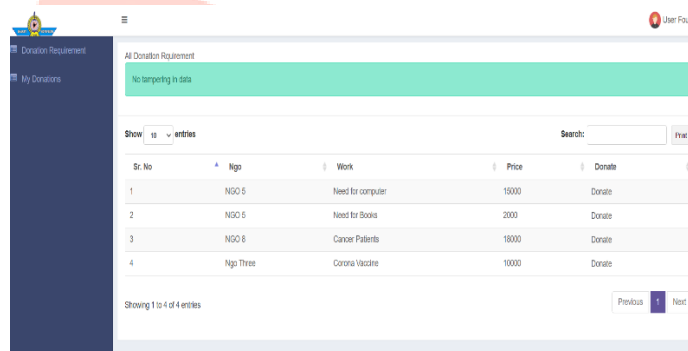 ☰ User Fou
Donation Requirement
My Donations
All Donation Rquirement
No tampering in data
Show 10 entries Search: Print
Sr. No Ngo Work Price Donate
1 NGO 5 Need for computer 15000 Donate
2 NGO 5 Need for Books 2000 Donate
3 NGO 8 Cancer Patients 18000 Donate
4 Ngo Three Corona Vaccine 10000 Donate
Showing 1 to 4 of 4 entries Previous 1 Next